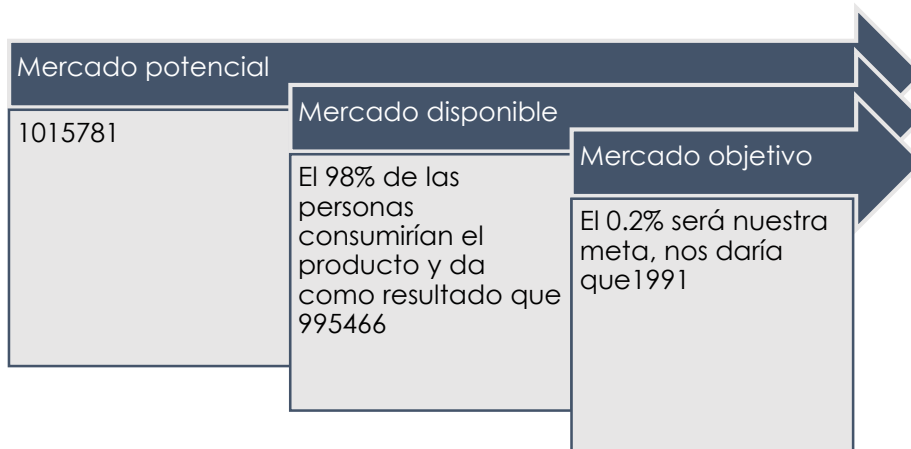 Mercado potencial
1015781
Mercado disponible
El 98% de las
personas
consumirían el
producto y da
como resultado que
995466
Mercado objetivo
El 0.2% será nuestra
meta, nos daría
que1991